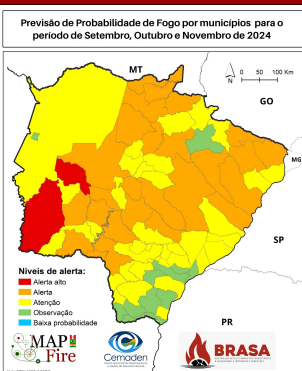 Previsão de Probabilidade de Fogo por municípios para o
período de Setembro, Outubro e Novembro de 2024
MT
N
0 50 100 Km
GO
MG
SP
PR
Níveis de alerta:
Alerta alto
Alerta
Atenção
Observação
Baixa probabilidade
MAP
Fire
Cemaden
BRASA